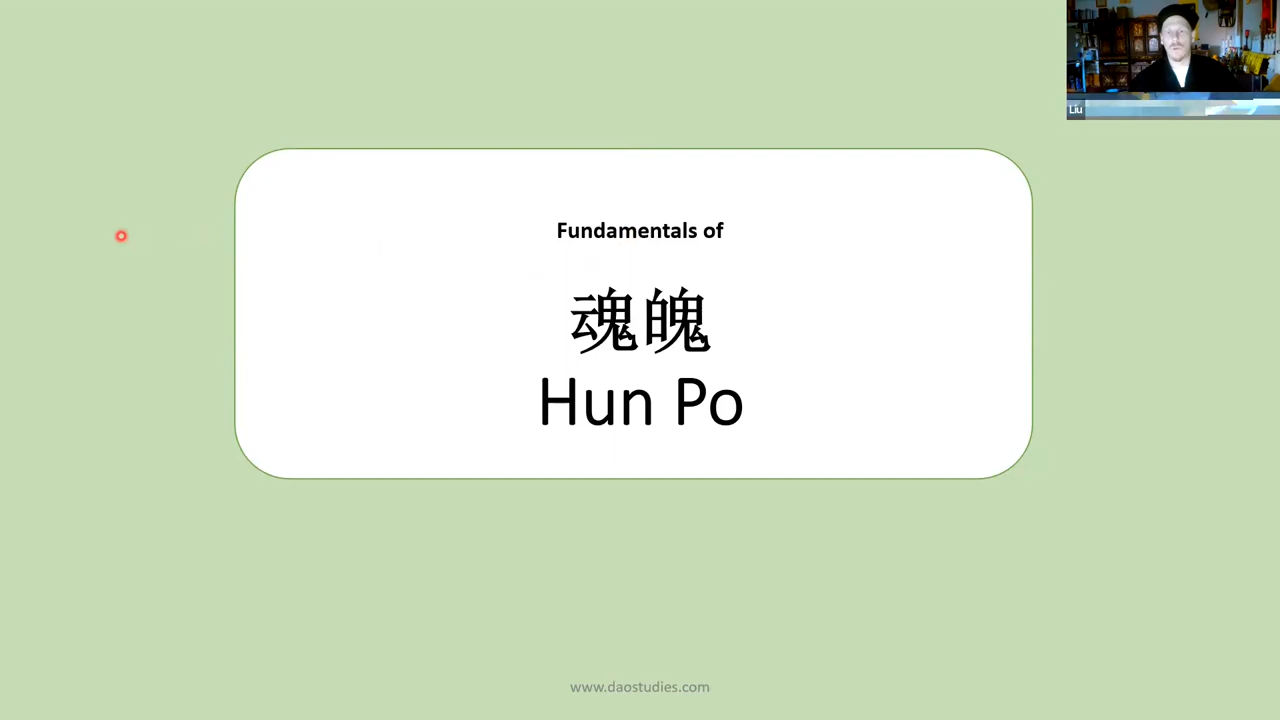 Liu
Fundamentals of
魂魄
Hun Po
www.daostudies.com